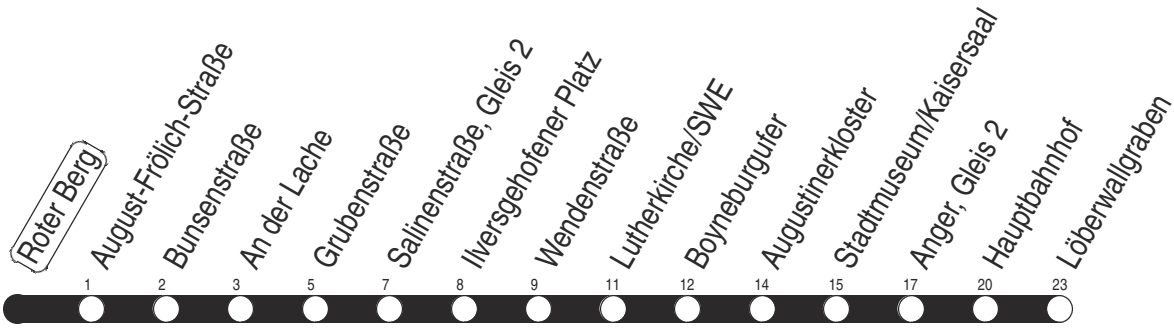 Roter Berg
August-Frölich-Straße
Bunsenstraße
An der Lache
Grubenstraße
Salinenstraße, Gleis 2
Ilversgehofener Platz
Wendenstraße
Lutherkirche/SWE
Boyneburgufer
Augustinerkloster
Stadtmuseum/Kaisersaal
Anger, Gleis 2
Hauptbahnhof
Löberwallgraben
1 2 3 5 7 8 9 11 12 14 15 17 20 23